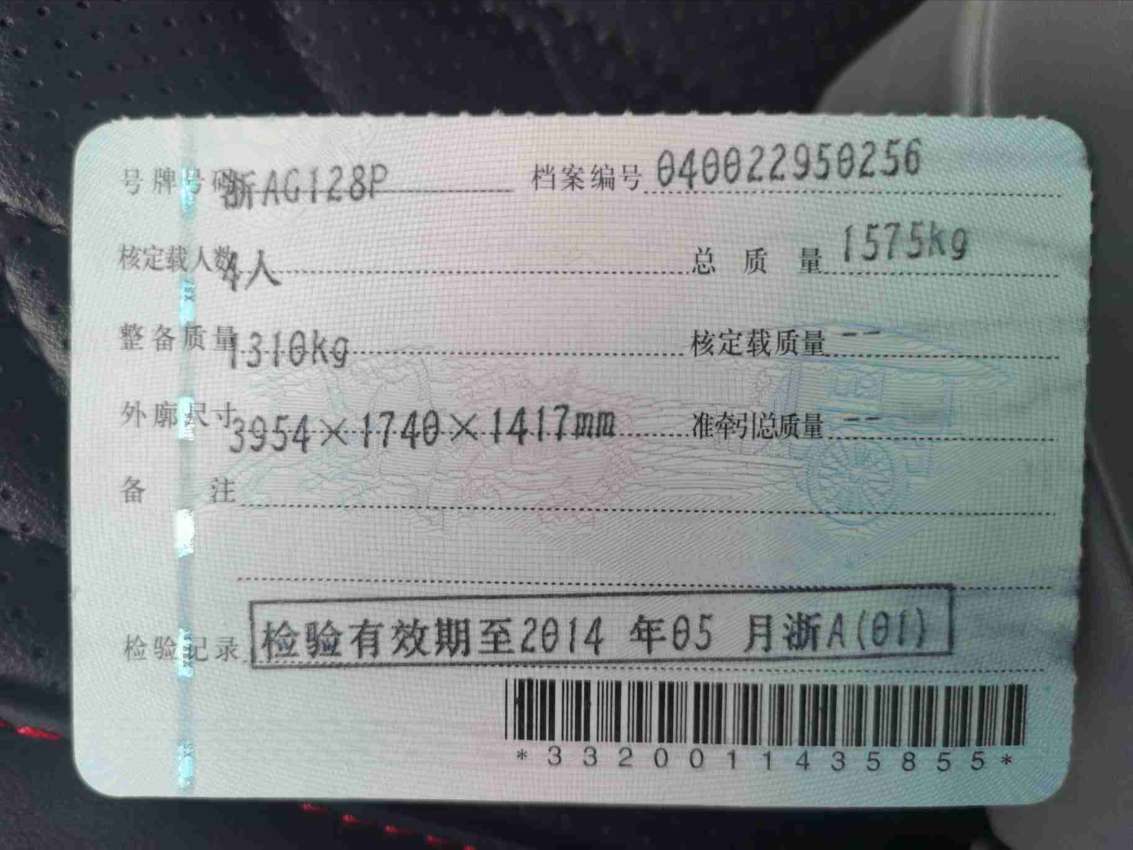 号牌号码 浙AG128P 档案编号 040022950256
核定载人数 4人 总质量 1575kg
整备质量 1310kg 核定载质量 --
外廓尺寸 3954×1740×1417mm 准牵引总质量 --
备注
检验记录 检验有效期至2014 年05 月浙A(01)
*3320011435855*